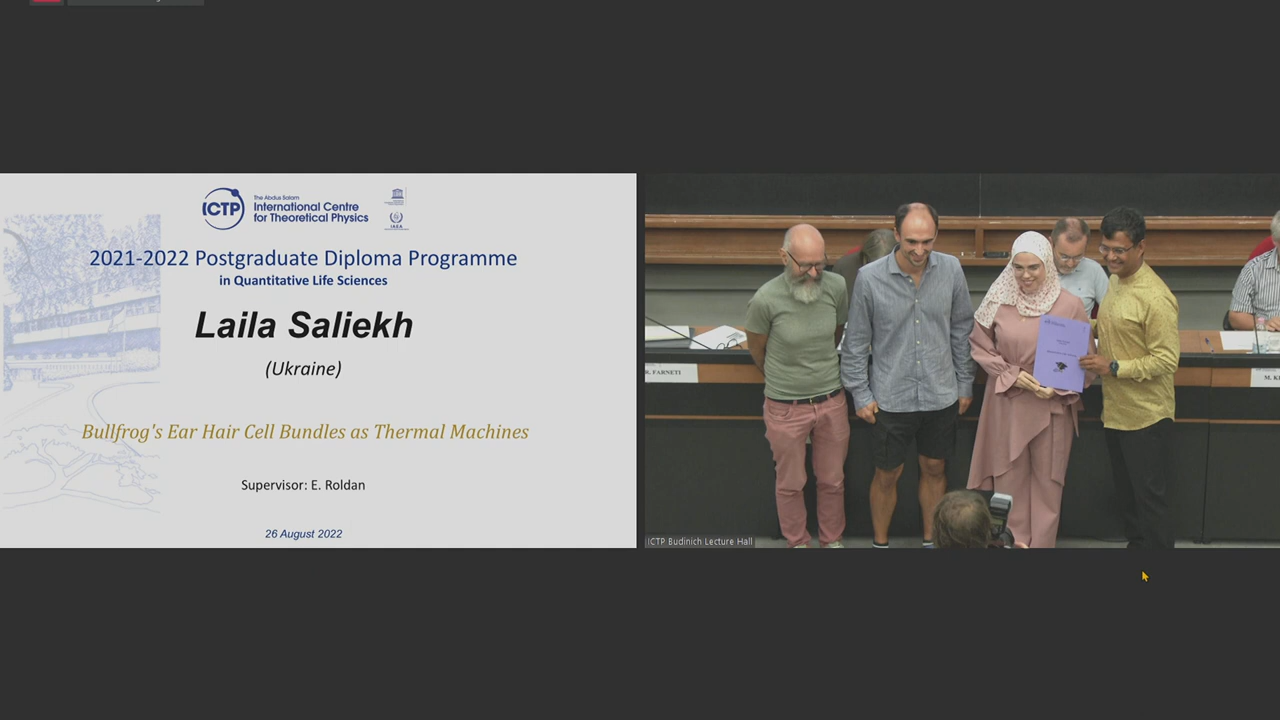 ICTP
The Abdus Salam
International Centre
for Theoretical Physics
IAEA
2021-2022 Postgraduate Diploma Programme
in Quantitative Life Sciences
Laila Saliekh
(Ukraine)
Bullfrog's Ear Hair Cell Bundles as Thermal Machines
Supervisor: E. Roldan
26 August 2022
R. FARNETI
ICTP Budinich Lecture Hall